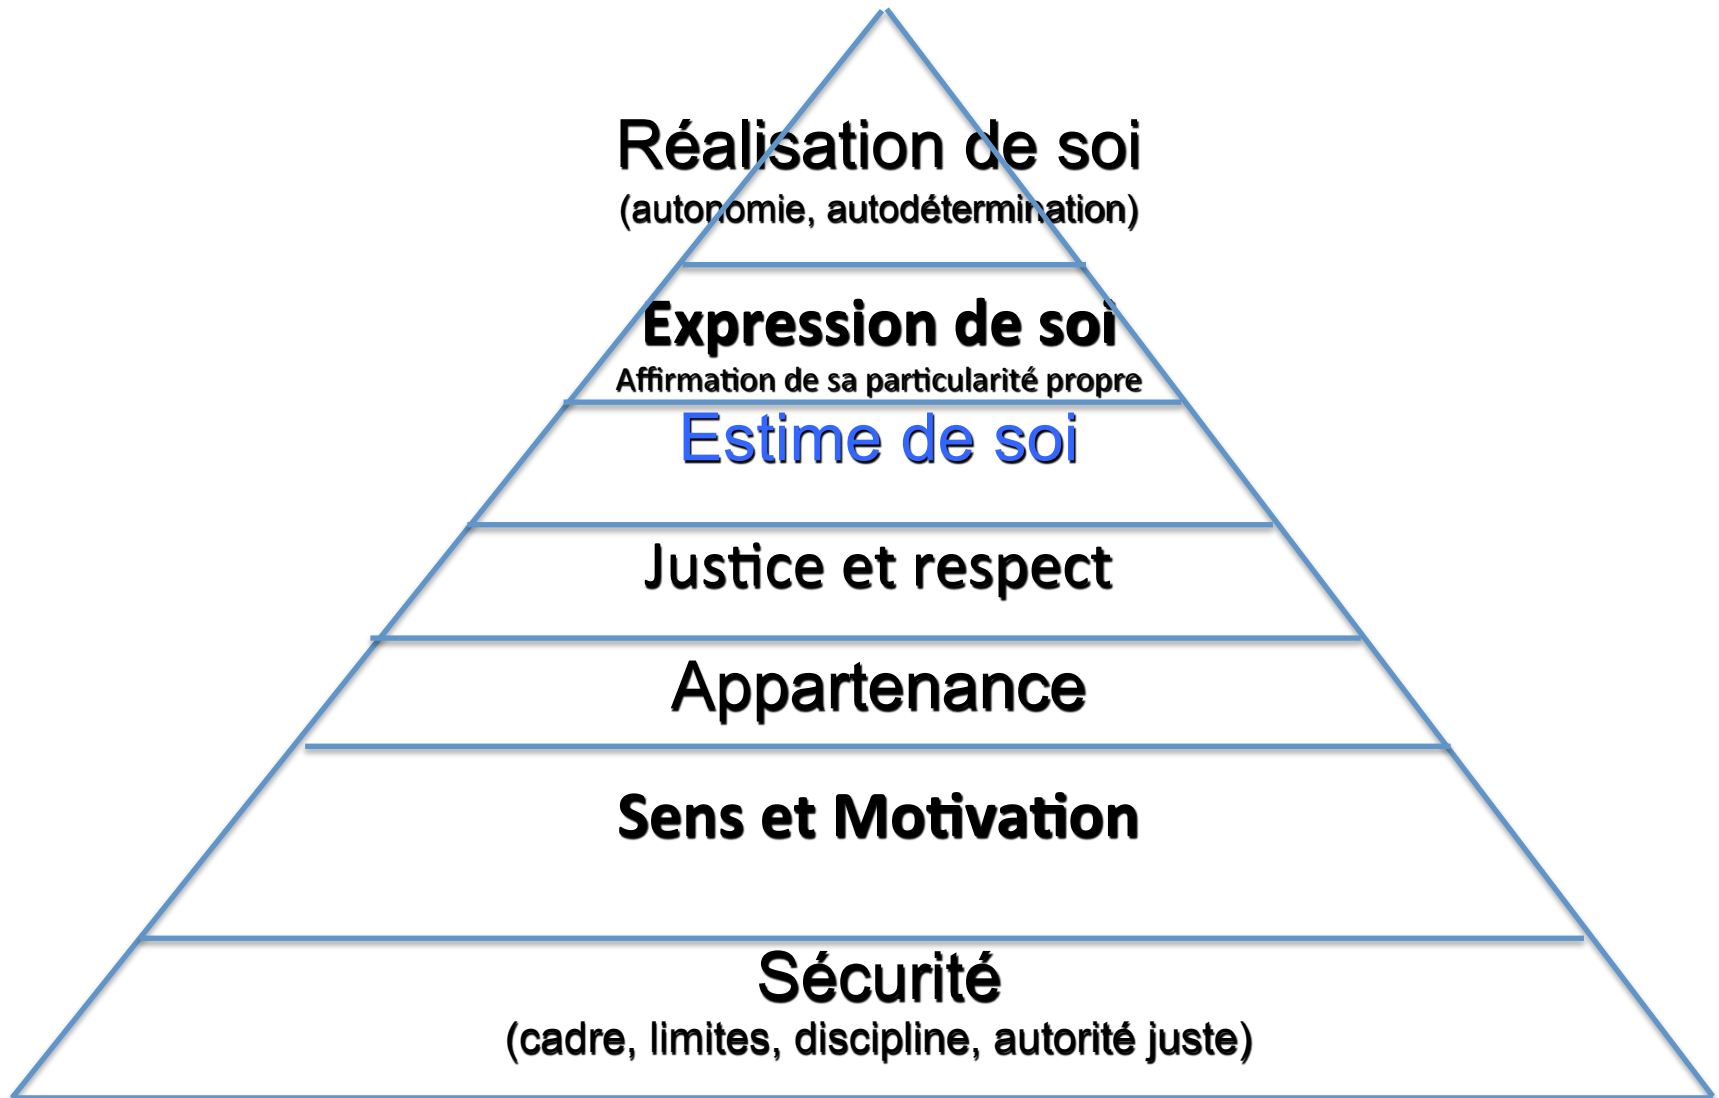 Réalisation de soi
(autonomie, autodétermination)
Expression de soi
Affirmation de sa particularité propre
Estime de soi
Justice et respect
Appartenance
Sens et Motivation
Sécurité
(cadre, limites, discipline, autorité juste)